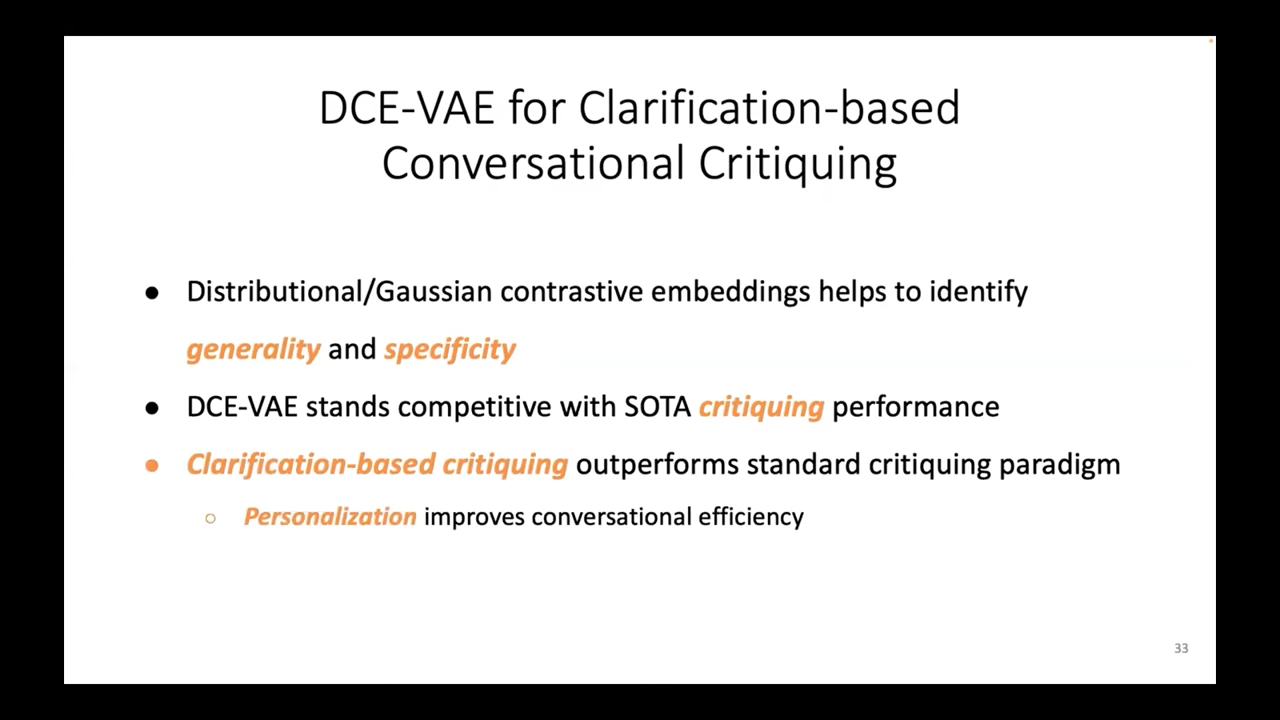 DCE-VAE for Clarification-based
Conversational Critiquing
● Distributional/Gaussian contrastive embeddings helps to identify
generality and specificity
● DCE-VAE stands competitive with SOTA critiquing performance
● Clarification-based critiquing outperforms standard critiquing paradigm
○ Personalization improves conversational efficiency
33